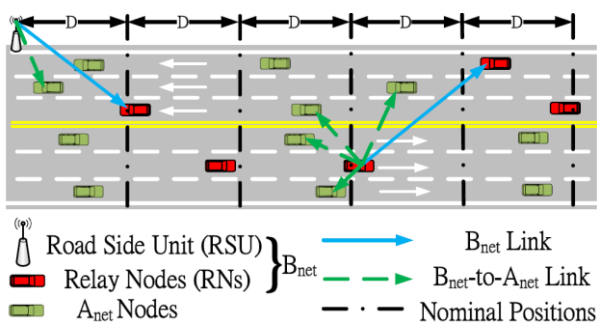 D D D D D
Road Side Unit (RSU)
Relay Nodes (RNs)
Bnet
Anet Nodes
Bnet Link
Bnet-to-Anet Link
Nominal Positions